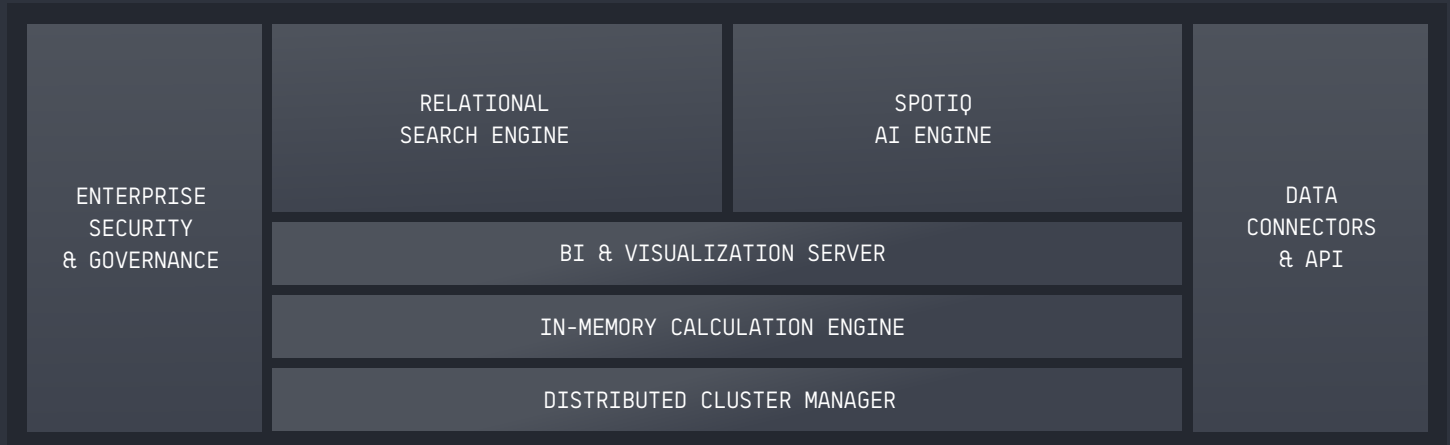 ENTERPRISE
SECURITY
& GOVERNANCE
RELATIONAL
SEARCH ENGINE
SPOTIQ
AI ENGINE
BI & VISUALIZATION SERVER
IN-MEMORY CALCULATION ENGINE
DISTRIBUTED CLUSTER MANAGER
DATA
CONNECTORS
& API